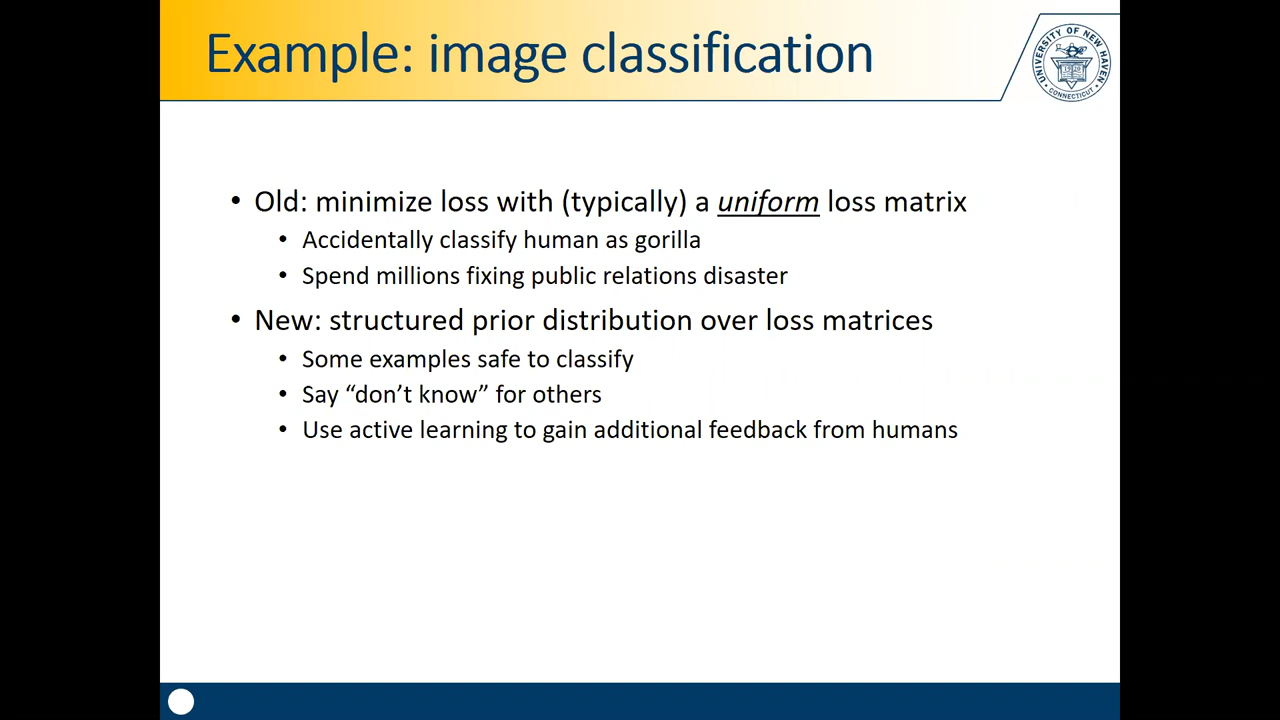 Example: image classification
UNIVERSITY OF NEW HAVEN
CONNECTICUT
• Old: minimize loss with (typically) a uniform loss matrix
• Accidentally classify human as gorilla
• Spend millions fixing public relations disaster
• New: structured prior distribution over loss matrices
• Some examples safe to classify
• Say “don’t know” for others
• Use active learning to gain additional feedback from humans